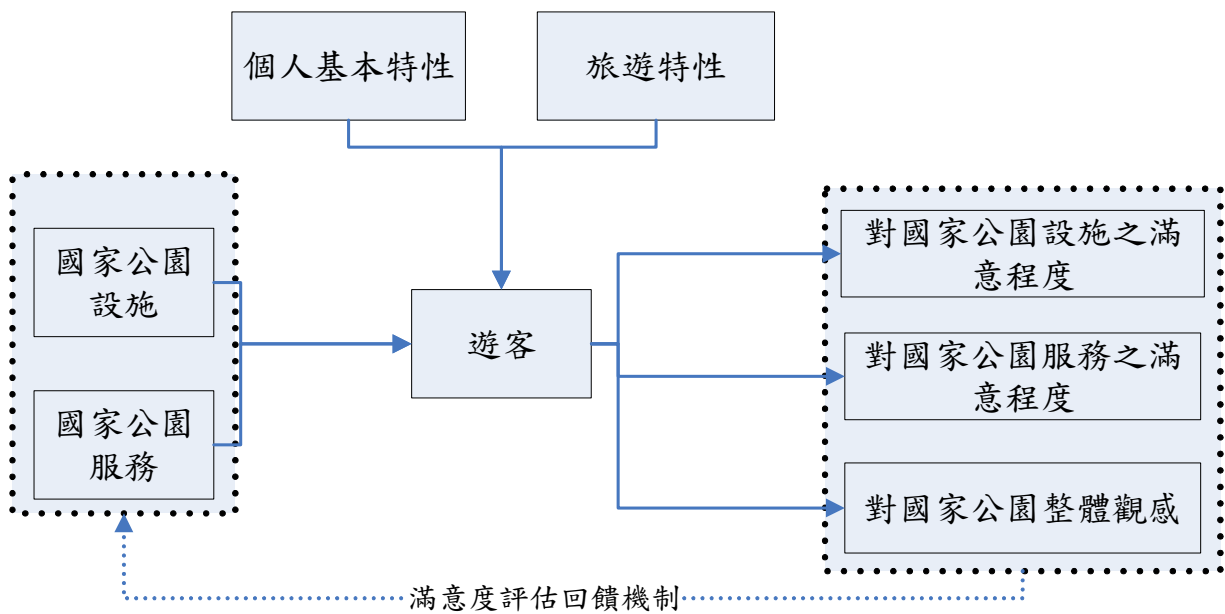 個人基本特性
旅遊特性
國家公園
設施
國家公園
服務
遊客
對國家公園設施之滿
意程度
對國家公園服務之滿
意程度
對國家公園整體觀感
滿意度評估回饋機制